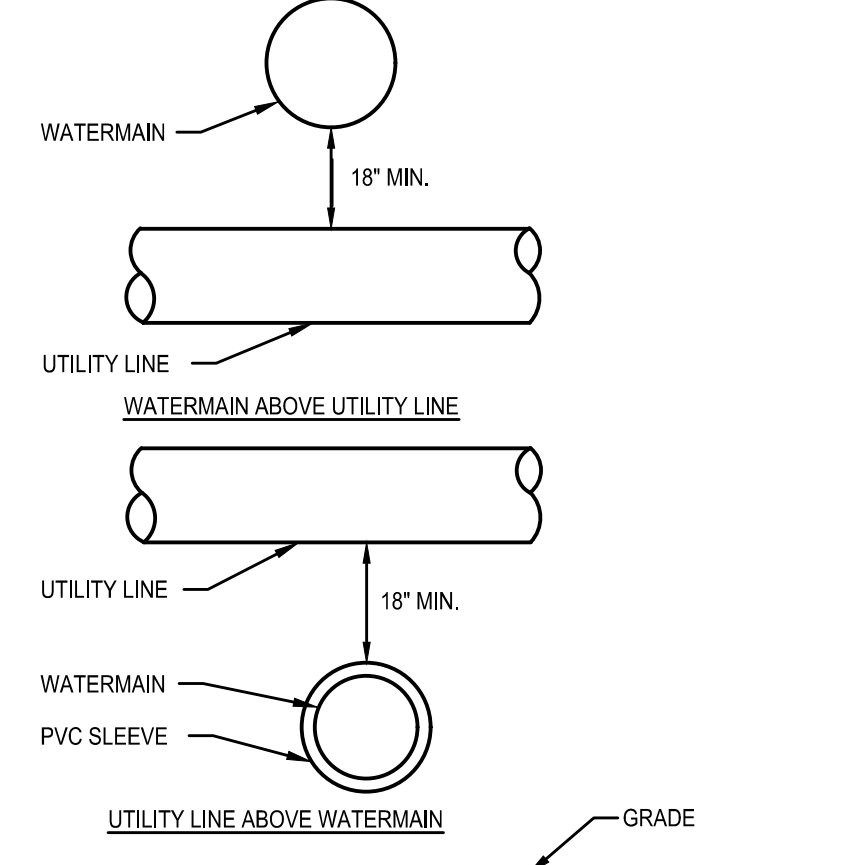 WATERMAIN
18" MIN.
UTILITY LINE
WATERMAIN ABOVE UTILITY LINE
UTILITY LINE
18" MIN.
WATERMAIN
PVC SLEEVE
UTILITY LINE ABOVE WATERMAIN
GRADE